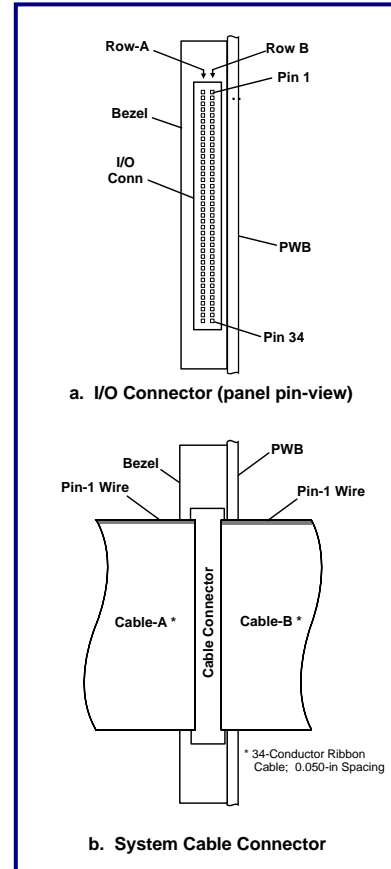 Row-A
Row B
Pin 1
Bezel
I/O
Conn
PWB
Pin 34
a. I/O Connector (panel pin-view)
PWB
Bezel
Pin-1 Wire
Pin-1 Wire
Cable-A *
Cable Connector
Cable-B *
* 34-Conductor Ribbon
Cable; 0.050-in Spacing
b. System Cable Connector